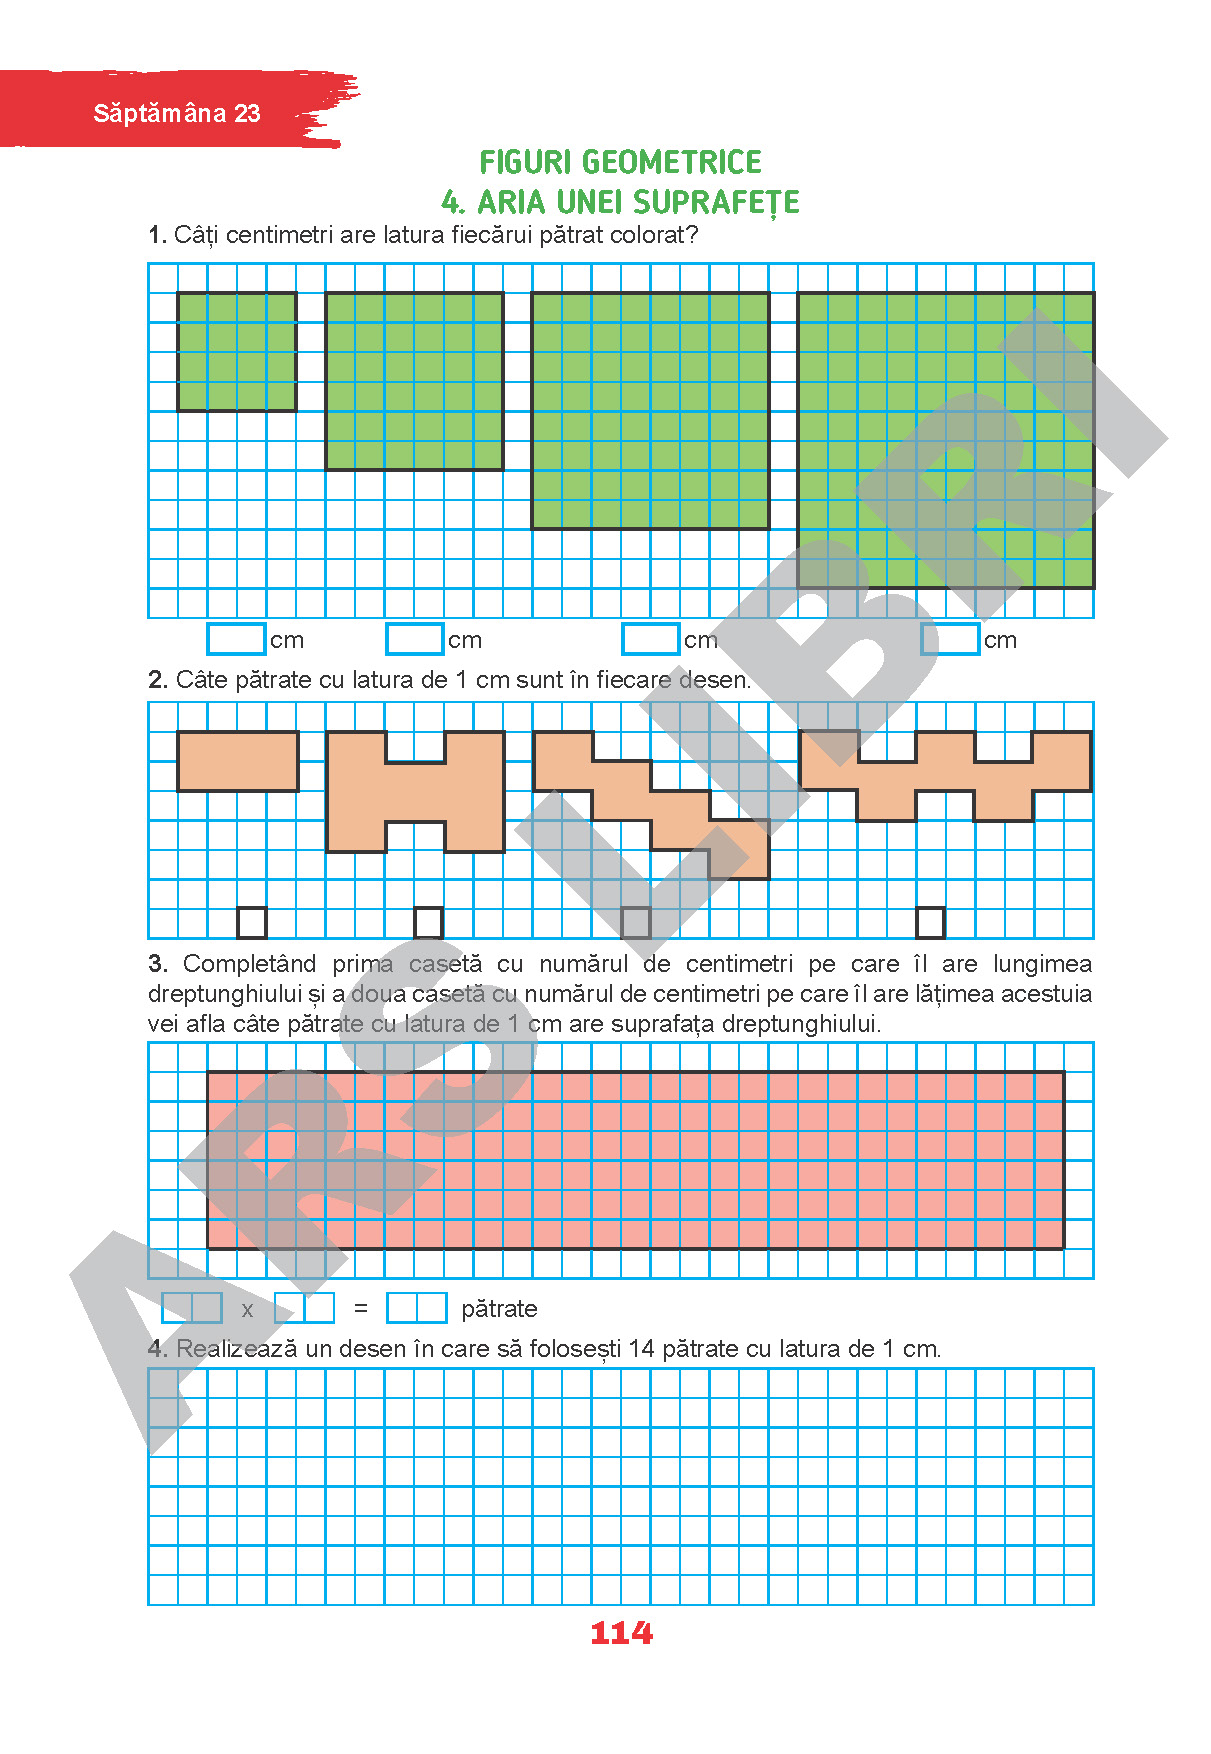 Săptămâna 23
FIGURI GEOMETRICE
4. ARIA UNEI SUPRAFEȚE
1. Câți centimetri are latura fiecărui pătrat colorat?
cm cm cm cm
2. Câte pătrate cu latura de 1 cm sunt în fiecare desen.
3. Completând prima casetă cu numărul de centimetri pe care îl are lungimea
dreptunghiului și a doua casetă cu numărul de centimetri pe care îl are lățimea acestuia
vei afla câte pătrate cu latura de 1 cm are suprafața dreptunghiului.
x = pătrate
4. Realizează un desen în care să folosești 14 pătrate cu latura de 1 cm.
114
ARS LIBRI